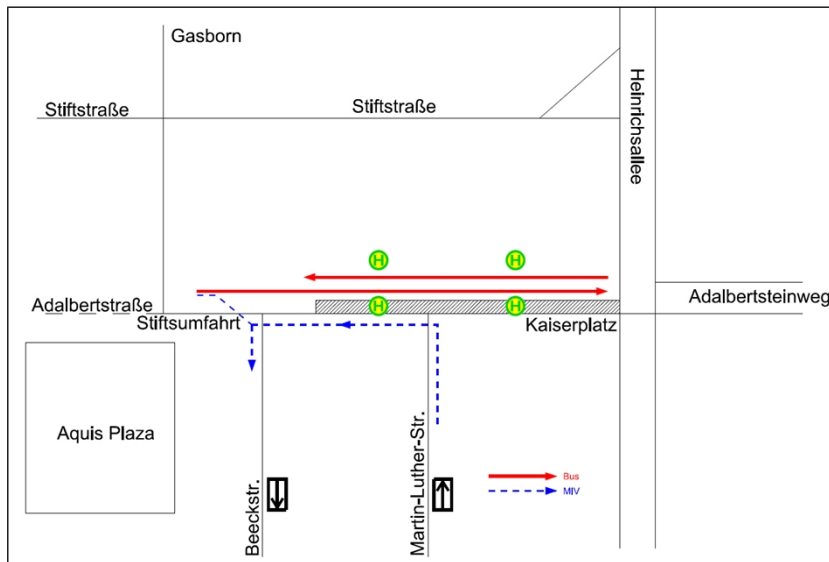 Gasborn
Stiftstraße
Stiftstraße
Heinrichsallee
H
H
Adalbertstraße
H
H
Adalbertsteinweg
Stiftsumfahrt
Kaiserplatz
Aquis Plaza
Beeckstr.
Martin-Luther-Str.
Bus
MIV